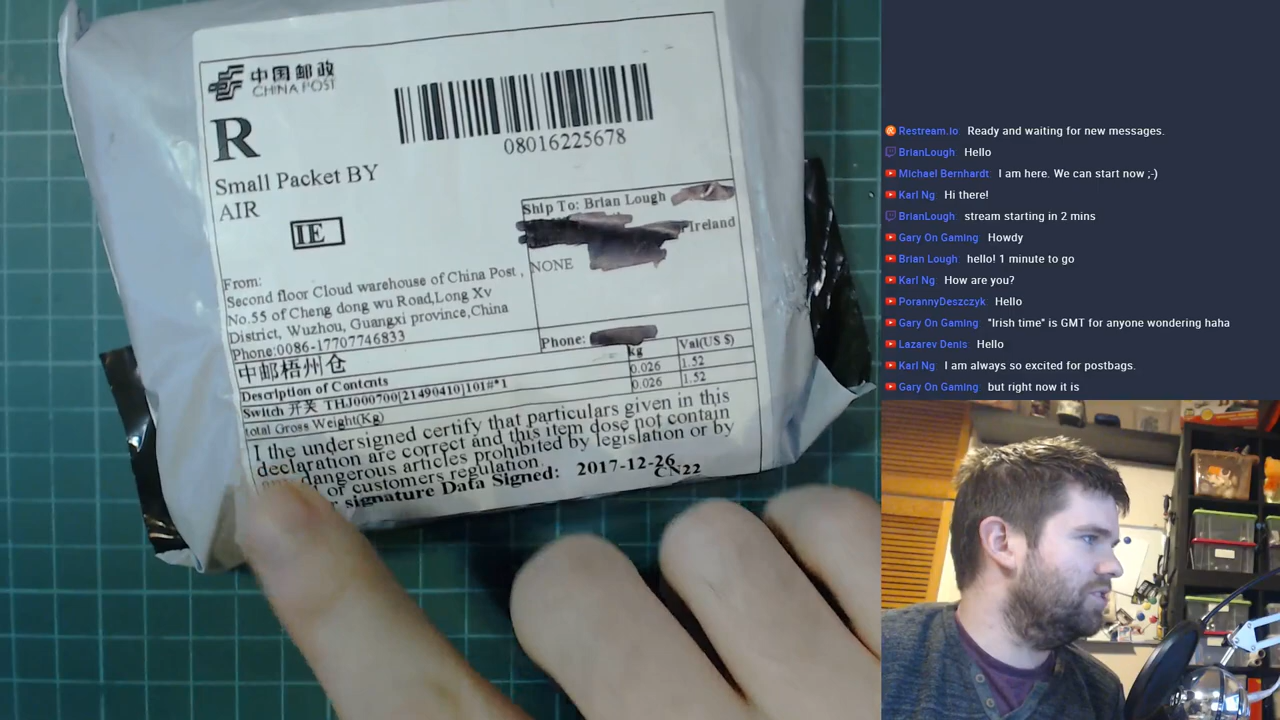 中国邮政
CHINA POST
R
08016225678
Small Packet BY
AIR
IE
Ship To: Brian Lough
Ireland
NONE
From:
Second floor Cloud warehouse of China Post ,
No.55 of Cheng dong wu Road,Long Xv
District, Wuzhou, Guangxi province,China
Phone:0086-17707746833
Phone:
中邮梧州仓
kg Val(US $)
Description of Contents 0.026 1.52
Switch 开关 THJ000700|21490410|101#*1 0.026 1.52
total Gross Weight(Kg)
I the undersigned certify that particulars given in this
declaration are correct and this item dose not contain
dangerous articles prohibited by legislation or by
or customers regulation
signature Data Signed: 2017-12-26
CN22
Restream.io Ready and waiting for new messages.
BrianLough Hello
Michael Bernhardt I am here. We can start now ;-)
Karl Ng Hi there!
BrianLough stream starting in 2 mins
Gary On Gaming Howdy
Brian Lough hello! 1 minute to go
Karl Ng How are you?
PorannyDeszczyk Hello
Gary On Gaming "Irish time" is GMT for anyone wondering haha
Lazarev Denis Hello
Karl Ng I am always so excited for postbags.
Gary On Gaming but right now it is